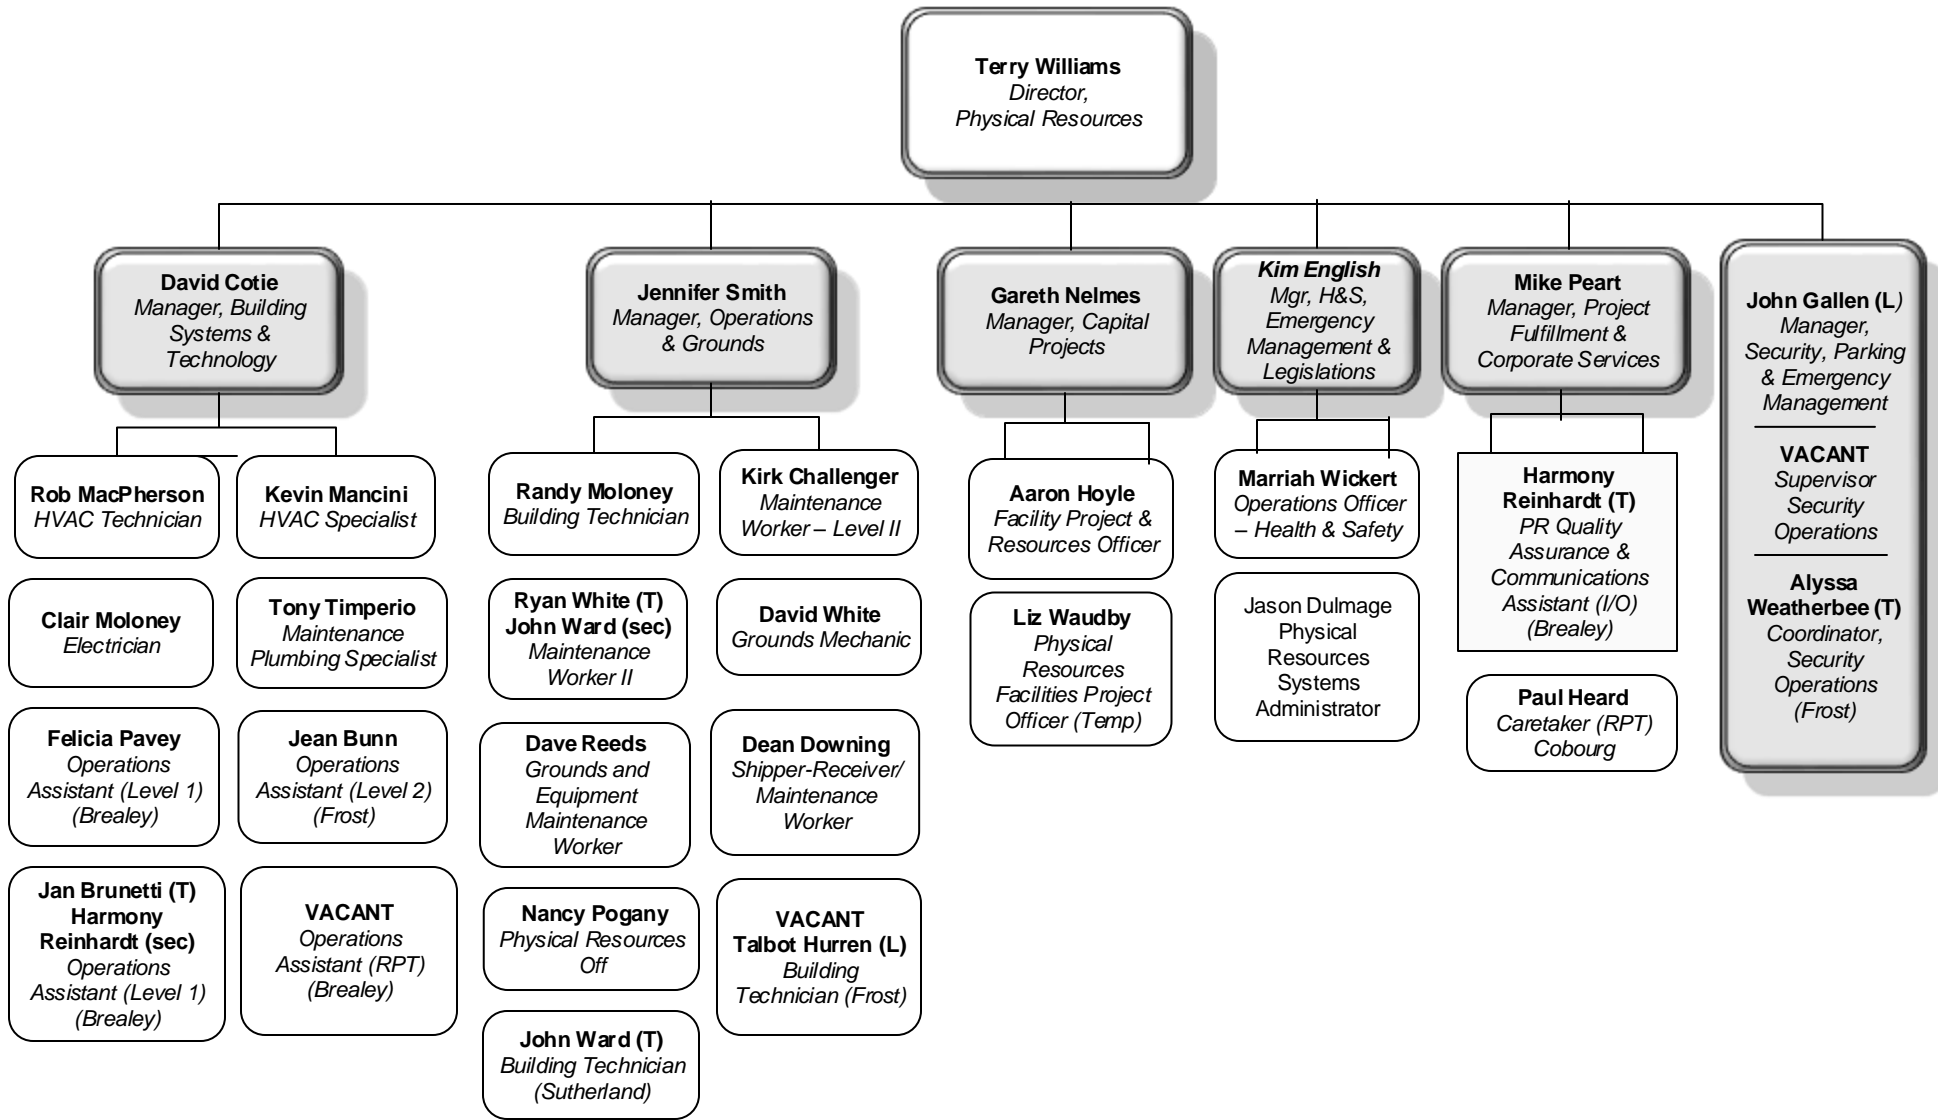 Terry Williams
Director,
Physical Resources
David Cotie
Manager, Building
Systems &
Technology
Jennifer Smith
Manager, Operations
& Grounds
Gareth Nelmes
Manager, Capital
Projects
Kim English
Mgr, H&S,
Emergency
Management &
Legislations
Mike Peart
Manager, Project
Fulfillment &
Corporate Services
John Gallen (L)
Manager,
Security, Parking
& Emergency
Management
VACANT
Supervisor
Security
Operations
Alyssa
Weatherbee (T)
Coordinator,
Security
Operations
(Frost)
Rob MacPherson
HVAC Technician
Kevin Mancini
HVAC Specialist
Clair Moloney
Electrician
Tony Timperio
Maintenance
Plumbing Specialist
Felicia Pavey
Operations
Assistant (Level 1)
(Brealey)
Jean Bunn
Operations
Assistant (Level 2)
(Frost)
Jan Brunetti (T)
Harmony
Reinhardt (sec)
Operations
Assistant (Level 1)
(Brealey)
VACANT
Operations
Assistant (RPT)
(Brealey)
Randy Moloney
Building Technician
Kirk Challenger
Maintenance
Worker – Level II
Ryan White (T)
John Ward (sec)
Maintenance
Worker II
David White
Grounds Mechanic
Dave Reeds
Grounds and
Equipment
Maintenance
Worker
Dean Downing
Shipper-Receiver/
Maintenance
Worker
Nancy Pogany
Physical Resources
Off
VACANT
Talbot Hurren (L)
Building
Technician (Frost)
John Ward (T)
Building Technician
(Sutherland)
Aaron Hoyle
Facility Project &
Resources Officer
Liz Waudby
Physical
Resources
Facilities Project
Officer (Temp)
Marriah Wickert
Operations Officer
– Health & Safety
Jason Dulmage
Physical
Resources
Systems
Administrator
Harmony
Reinhardt (T)
PR Quality
Assurance &
Communications
Assistant (I/O)
(Brealey)
Paul Heard
Caretaker (RPT)
Cobourg